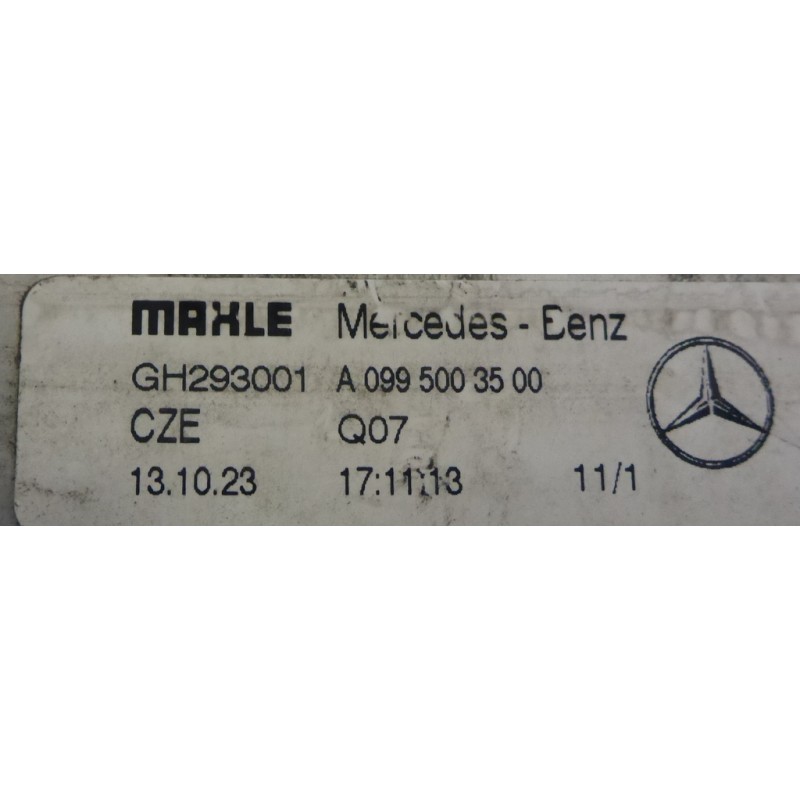 MAHLE Mercedes - Benz
GH293001 A 099 500 35 00
CZE Q07
13.10.23 17:11:13 11/1